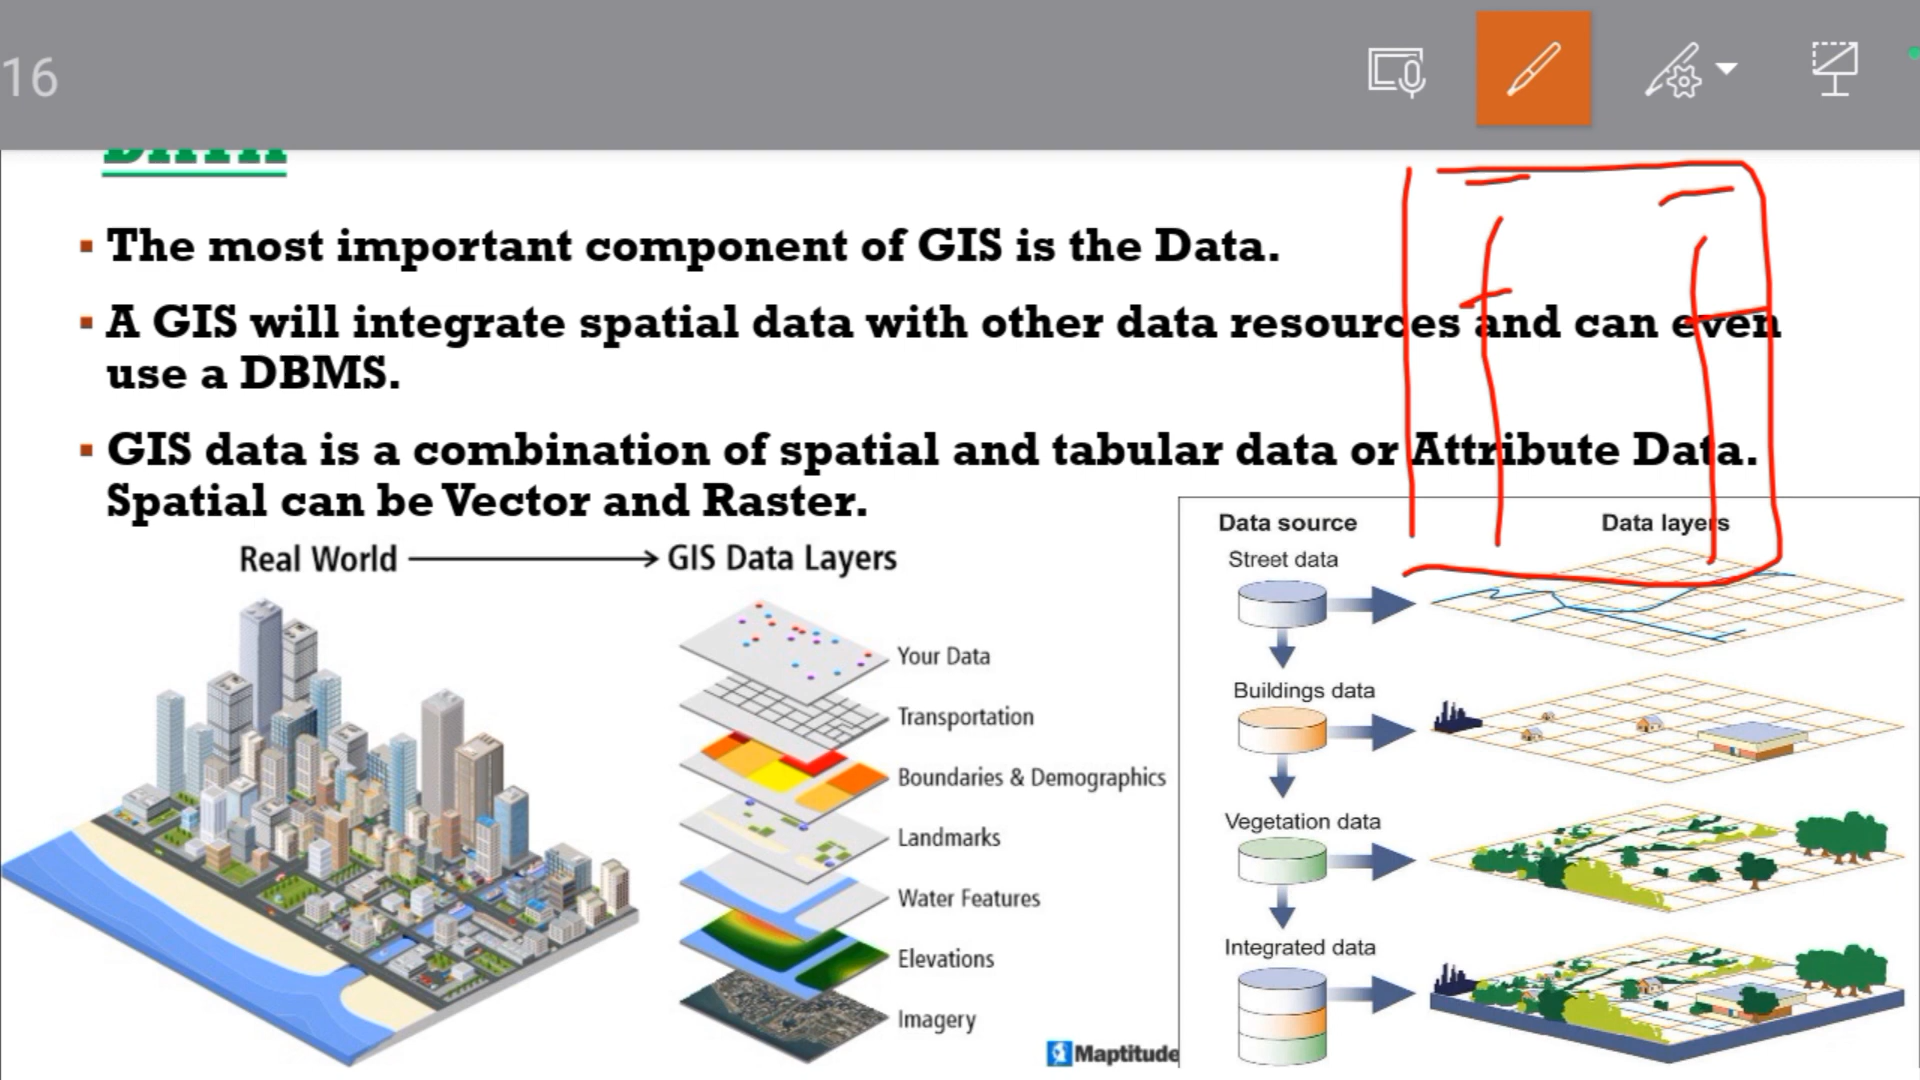 16
DATA
▪ The most important component of GIS is the Data.
▪ A GIS will integrate spatial data with other data resources and can even
use a DBMS.
▪ GIS data is a combination of spatial and tabular data or Attribute Data.
Spatial can be Vector and Raster.
Real World GIS Data Layers
Your Data
Transportation
Boundaries & Demographics
Landmarks
Water Features
Elevations
Imagery
Maptitude
Data source Data layers
Street data
Buildings data
Vegetation data
Integrated data